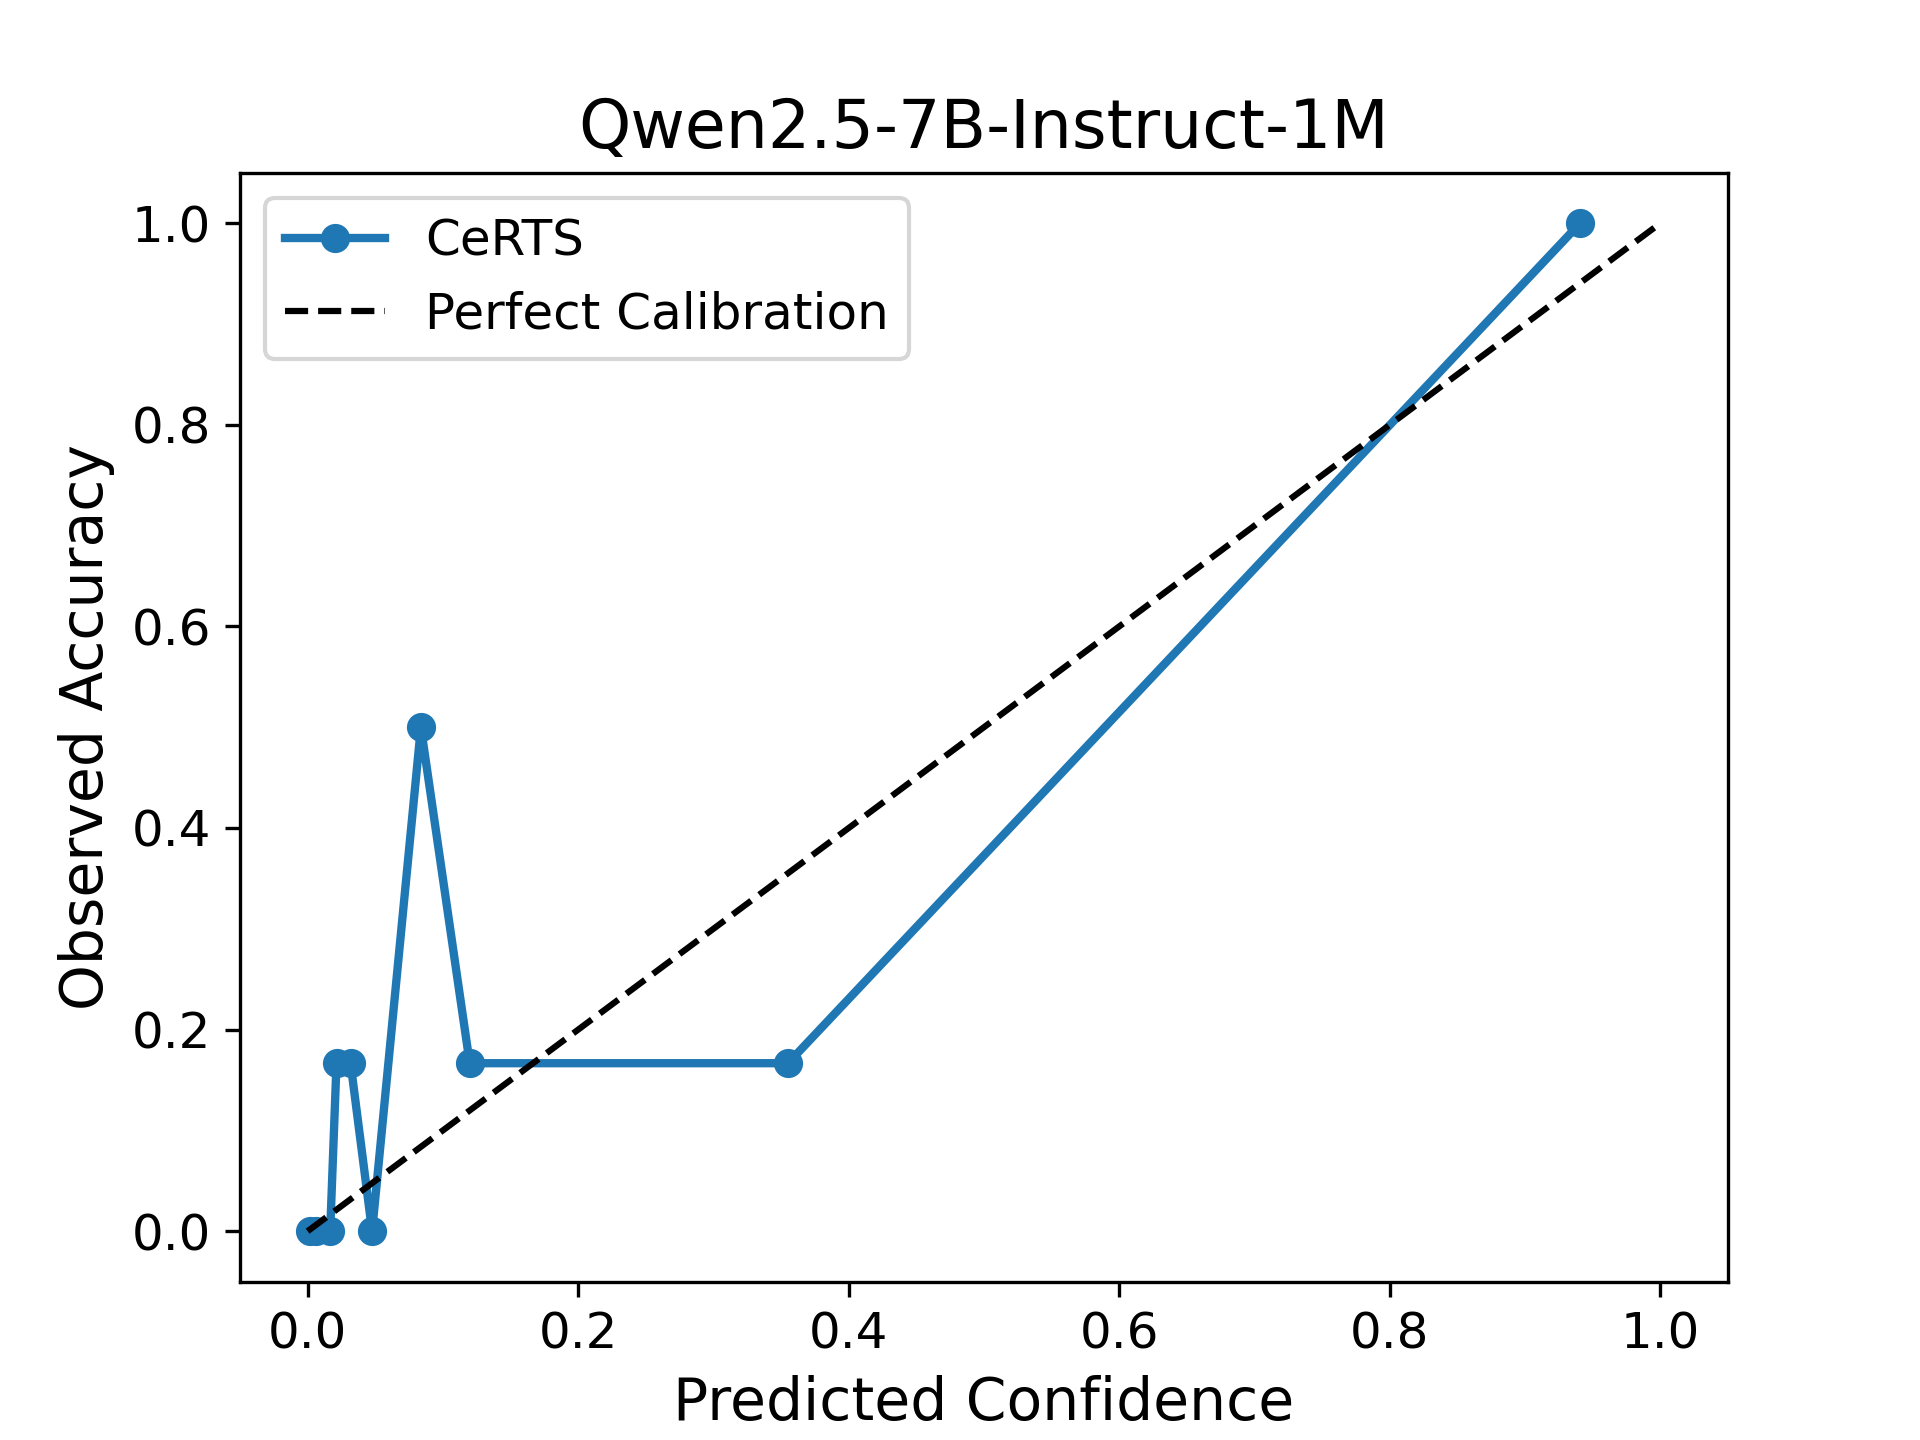 Qwen2.5-7B-Instruct-1M
CeRTS
Perfect Calibration
1.0
0.8
0.6
0.4
0.2
0.0
Observed Accuracy
0.0 0.2 0.4 0.6 0.8 1.0
Predicted Confidence